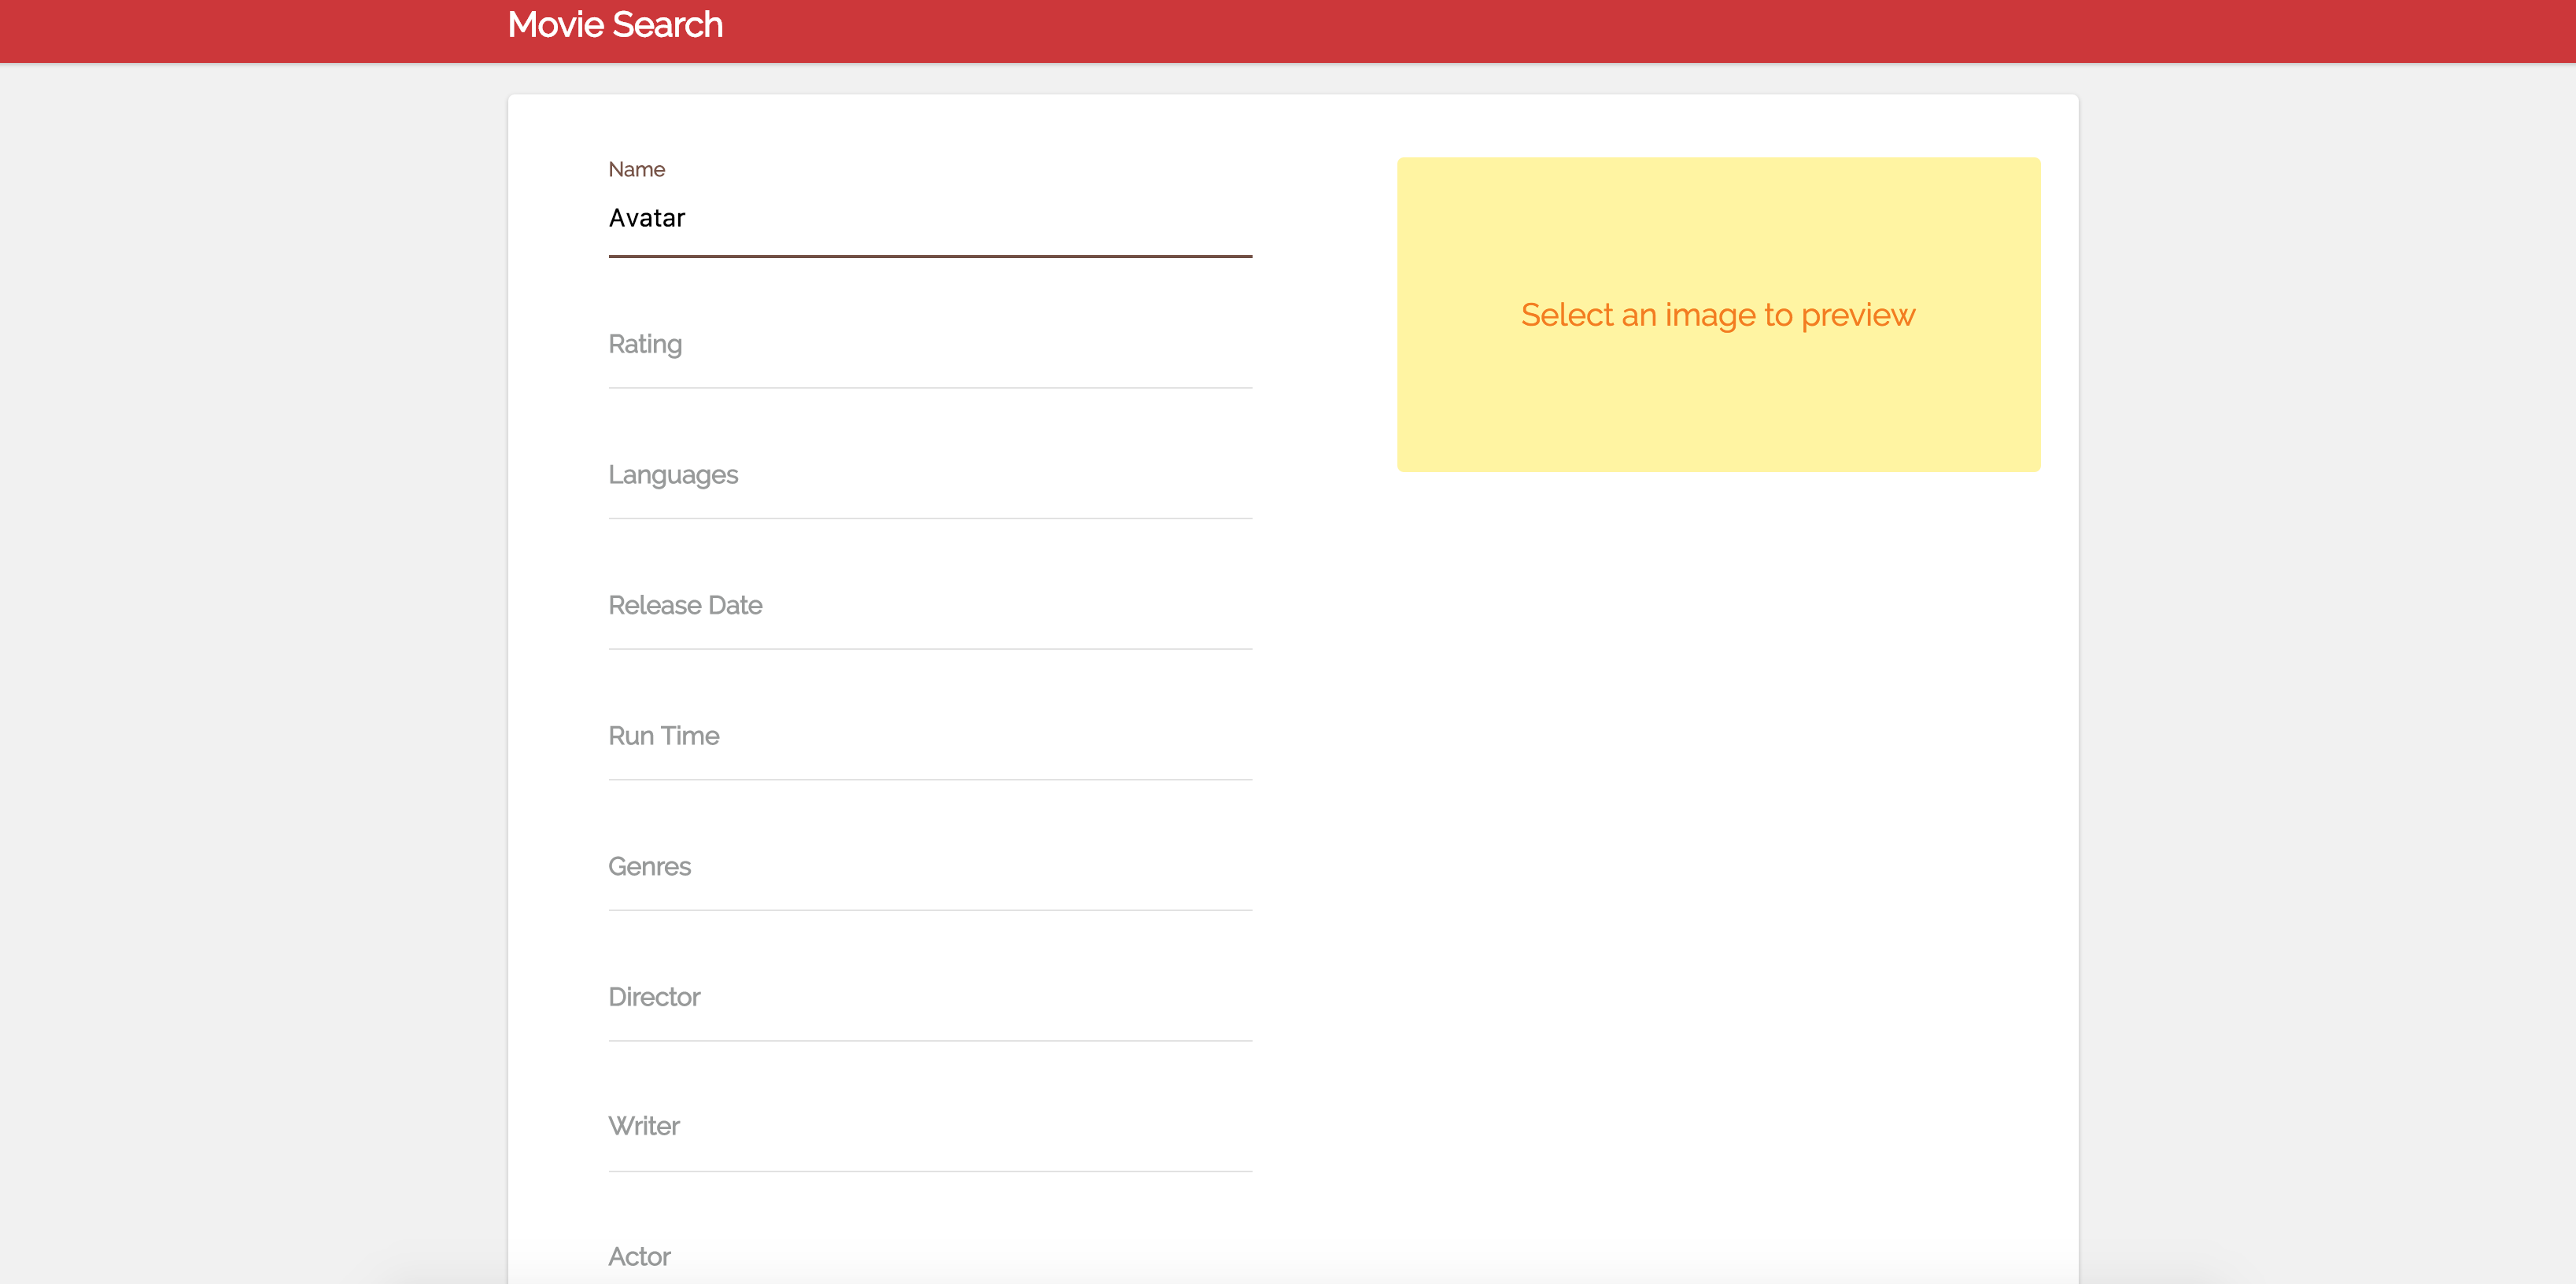 Movie Search
Name
Avatar
Select an image to preview
Rating
Languages
Release Date
Run Time
Genres
Director
Writer
Actor